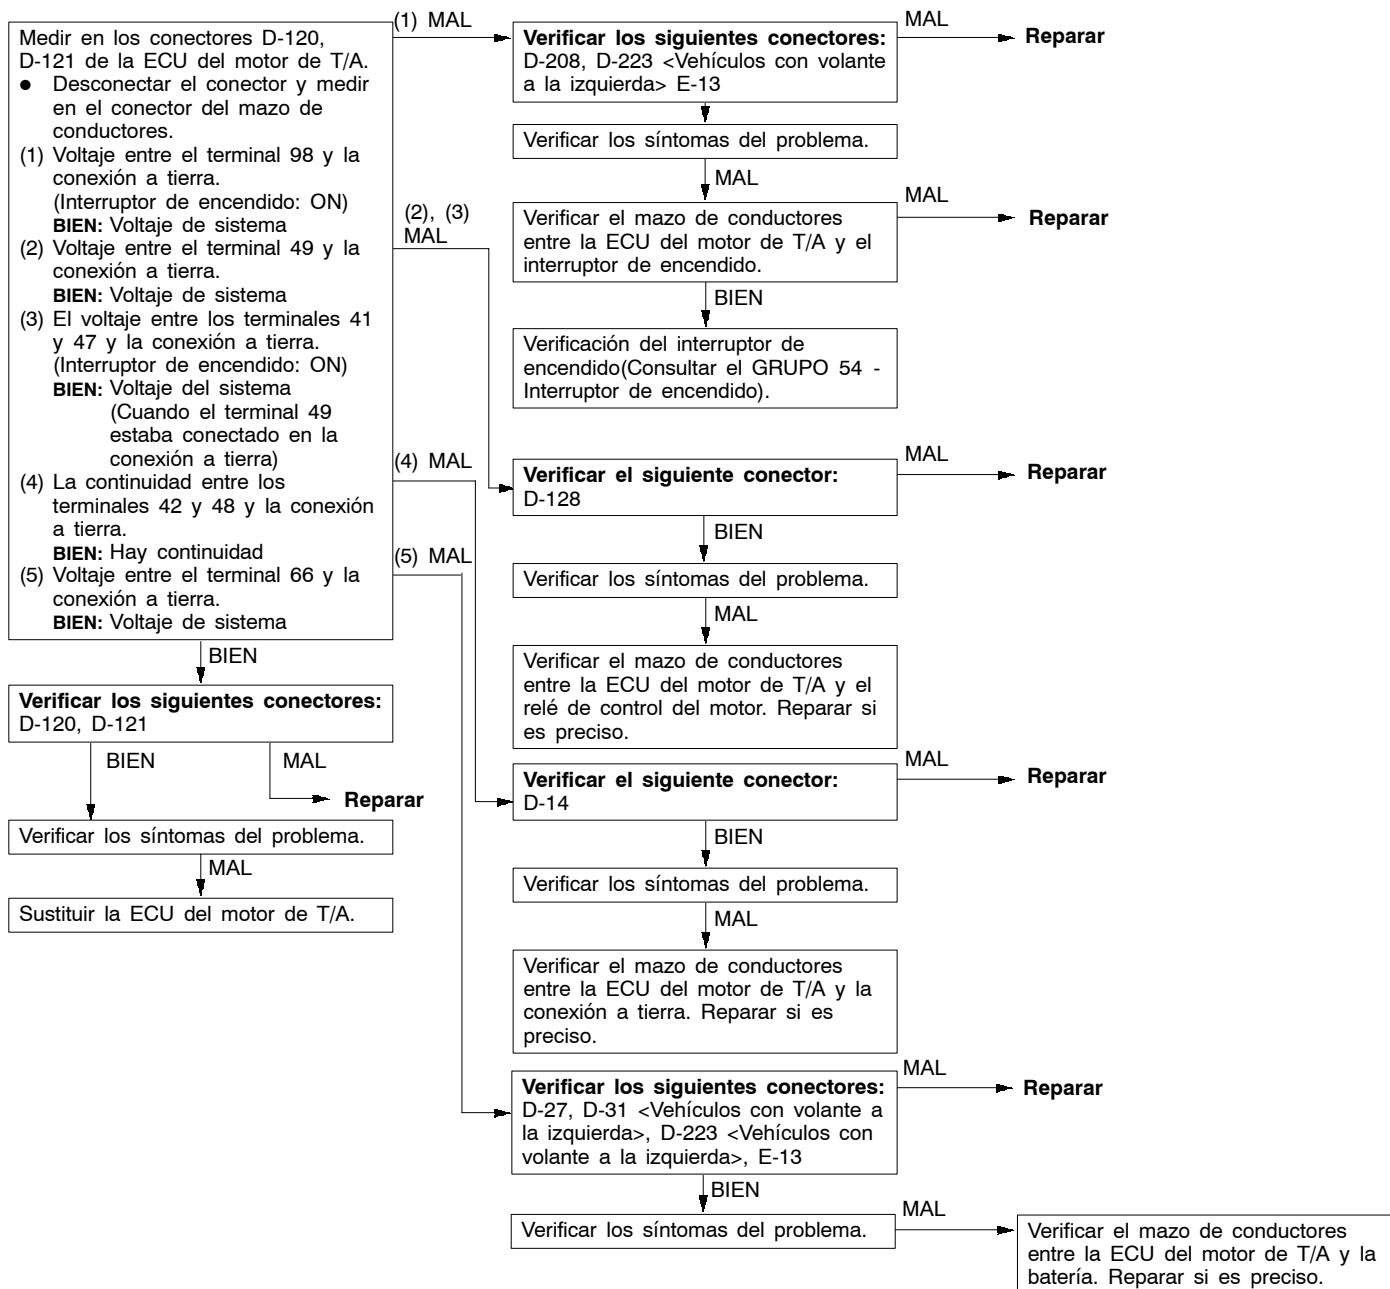 Medir en los conectores D-120,
D-121 de la ECU del motor de T/A.
● Desconectar el conector y medir
en el conector del mazo de
conductores.
(1) Voltaje entre el terminal 98 y la
conexión a tierra.
(Interruptor de encendido: ON)
BIEN: Voltaje de sistema
(2) Voltaje entre el terminal 49 y la
conexión a tierra.
BIEN: Voltaje de sistema
(3) El voltaje entre los terminales 41
y 47 y la conexión a tierra.
(Interruptor de encendido: ON)
BIEN: Voltaje del sistema
(Cuando el terminal 49
estaba conectado en la
conexión a tierra)
(4) La continuidad entre los
terminales 42 y 48 y la conexión
a tierra.
BIEN: Hay continuidad
(5) Voltaje entre el terminal 66 y la
conexión a tierra.
BIEN: Voltaje de sistema
BIEN
Verificar los siguientes conectores:
D-120, D-121
BIEN
MAL
Reparar
Verificar los síntomas del problema.
MAL
Sustituir la ECU del motor de T/A.
(1) MAL
Verificar los siguientes conectores:
D-208, D-223 <Vehículos con volante
a la izquierda> E-13
MAL
Reparar
Verificar los síntomas del problema.
MAL
Verificar el mazo de conductores
entre la ECU del motor de T/A y el
interruptor de encendido.
MAL
Reparar
BIEN
Verificación del interruptor de
encendido(Consultar el GRUPO 54 -
Interruptor de encendido).
(2), (3)
MAL
Verificar el siguiente conector:
D-128
MAL
Reparar
BIEN
Verificar los síntomas del problema.
MAL
Verificar el mazo de conductores
entre la ECU del motor de T/A y el
relé de control del motor. Reparar si
es preciso.
(4) MAL
Verificar el siguiente conector:
D-14
MAL
Reparar
BIEN
Verificar los síntomas del problema.
MAL
Verificar el mazo de conductores
entre la ECU del motor de T/A y la
conexión a tierra. Reparar si es
preciso.
(5) MAL
Verificar los siguientes conectores:
D-27, D-31 <Vehículos con volante a
la izquierda>, D-223 <Vehículos con
volante a la izquierda>, E-13
MAL
Reparar
BIEN
Verificar los síntomas del problema.
MAL
Verificar el mazo de conductores
entre la ECU del motor de T/A y la
batería. Reparar si es preciso.